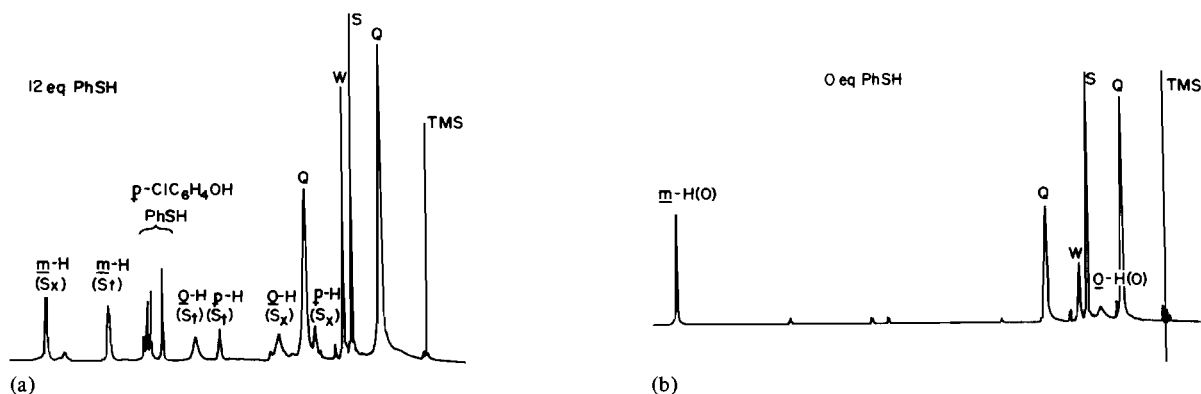 12 eq PhSH
p-ClC₆H₄OH
PhSH
m-H
(Sx)
m-H
(St)
o-H
(St)
p-H
(St)
o-H
(Sx)
Q
p-H
(Sx)
W
S
Q
TMS
(a)
0 eq PhSH
m-H(O)
Q
W
S
o-H(O)
Q
TMS
(b)